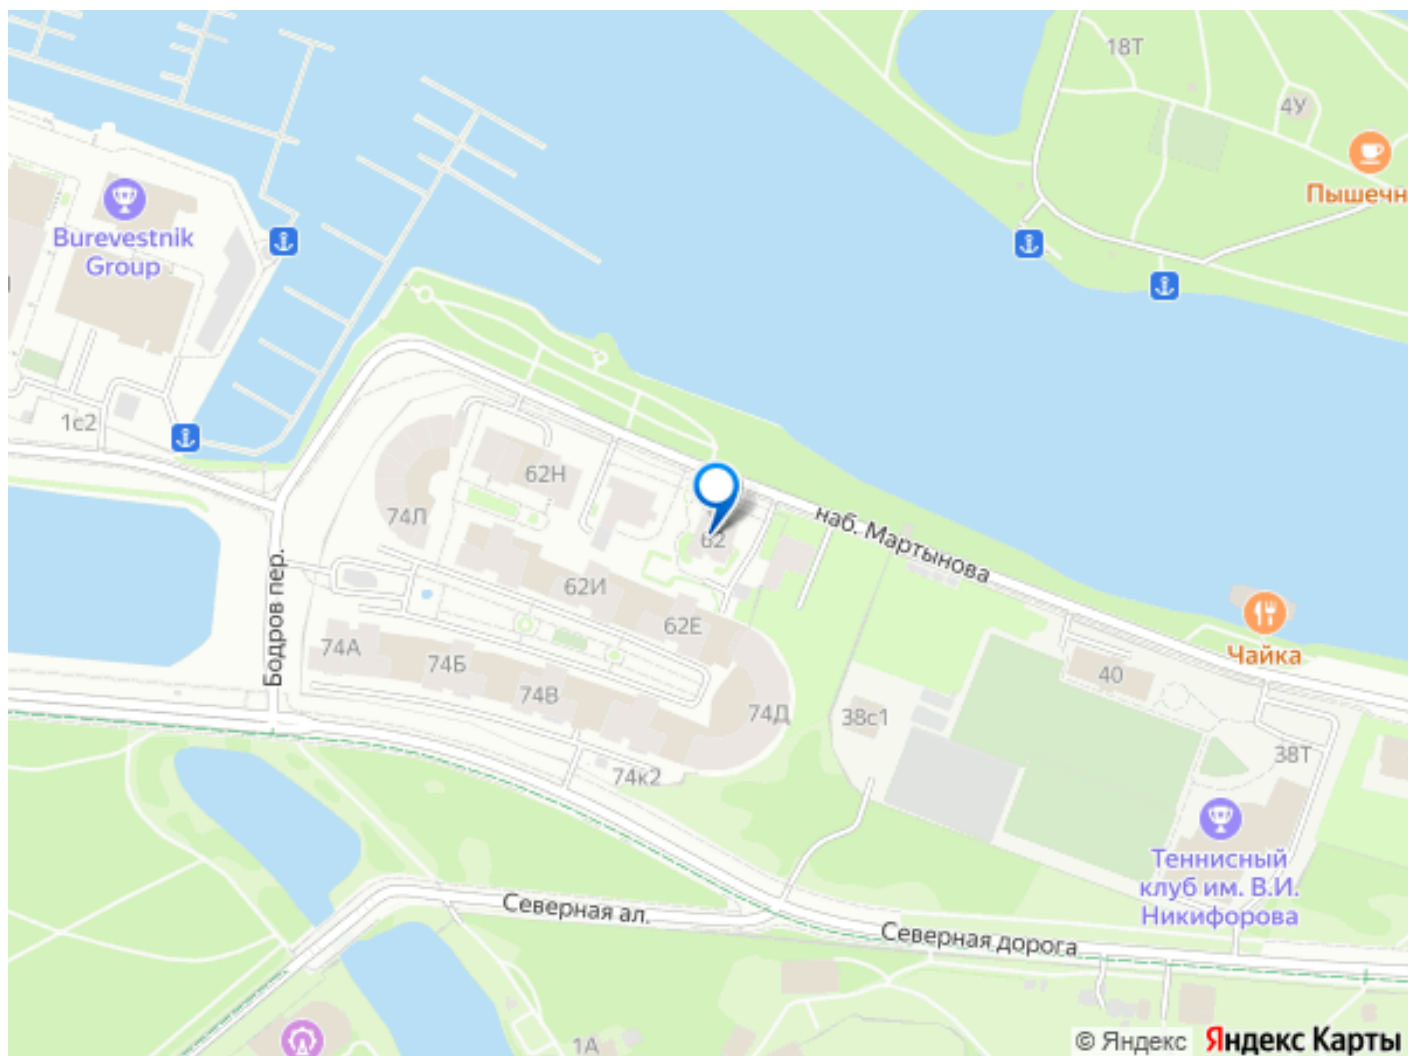 18Т
4У
Пышечн
Burevestnik
Group
1с2
62Н
74Л
62
наб. Мартынова
62И
62Е
Бодров пер.
74А
74Б
74В
74Д
74к2
Чайка
40
38с1
38Т
Теннисный
клуб им. В.И.
Никифорова
Северная ал.
Северная дорога
1А
© Яндекс Яндекс Карты